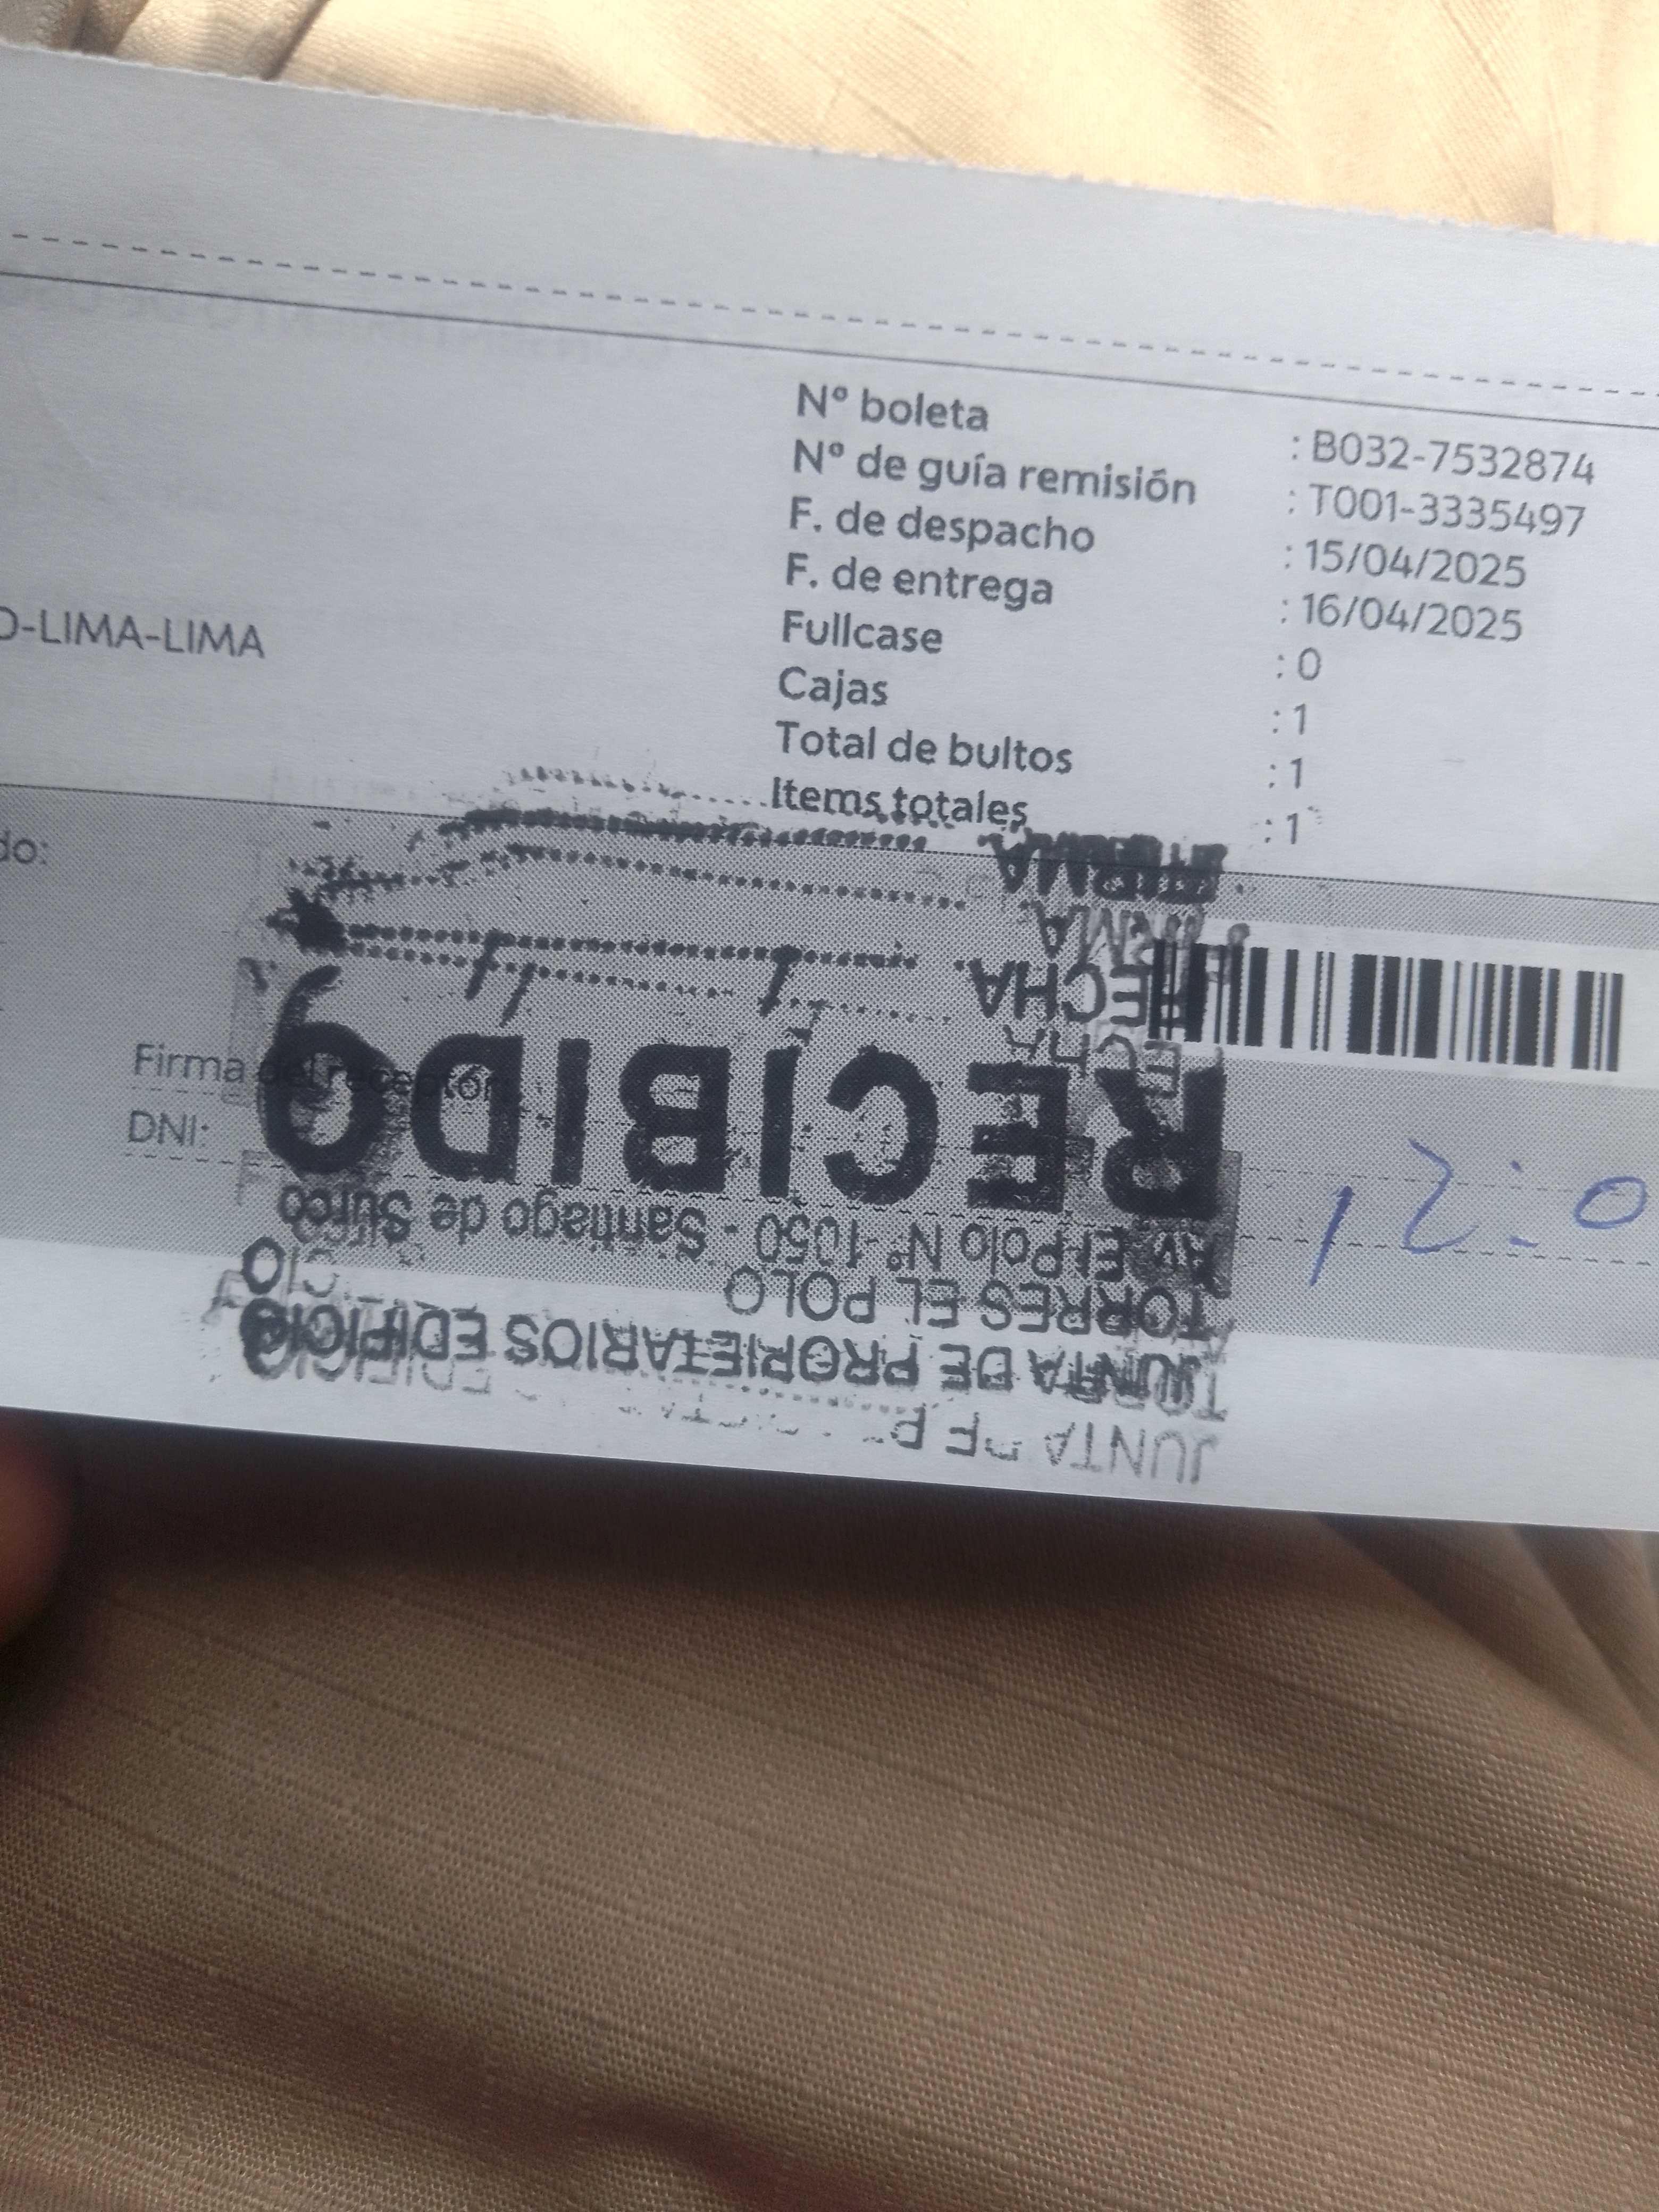 Nº boleta : B032-7532874
Nº de guía remisión : T001-3335497
F. de despacho : 15/04/2025
F. de entrega : 16/04/2025
Fullcase : 0
-LIMA-LIMA
Cajas : 1
Total de bultos : 1
Items totales : 1
do:
Firma del receptor:
DNI:
12:0
JUNTA DE PROPIETARIOS EDIFICIO
TORRES EL POLO
Av. El Polo Nº 1050 - Santiago de Surco
RECIBIDO
FECHA
FIRMA